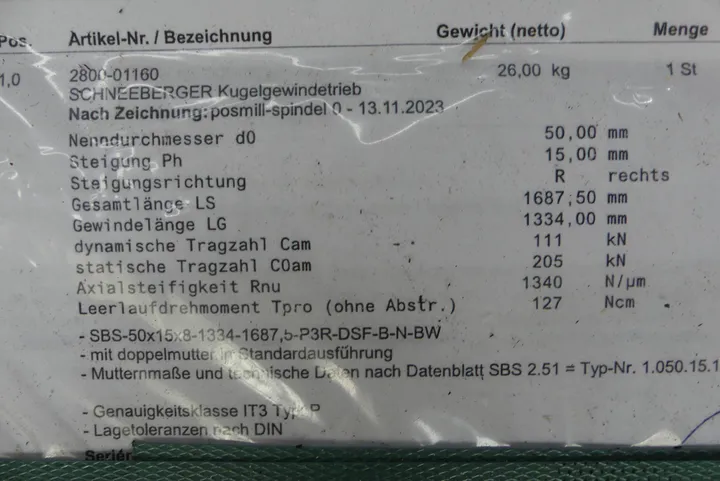 Pos. Artikel-Nr. / Bezeichnung Gewicht (netto) Menge
1,0 2800-01160 26,00 kg 1 St
SCHNEEBERGER Kugelgewindetrieb
Nach Zeichnung: posmill-spindel 0 - 13.11.2023
Nenndurchmesser d0 50,00 mm
Steigung Ph 15,00 mm
Steigungsrichtung R rechts
Gesamtlänge LS 1687,50 mm
Gewindelänge LG 1334,00 mm
dynamische Tragzahl Cam 111 kN
statische Tragzahl C0am 205 kN
Axialsteifigkeit Rnu 1340 N/µm
Leerlaufdrehmoment Tpro (ohne Abstr.) 127 Ncm
- SBS-50x15x8-1334-1687,5-P3R-DSF-B-N-BW
- mit doppelmutter in Standardausführung
- Mutternmaße und technische Daten nach Datenblatt SBS 2.51 = Typ-Nr. 1.050.15.1
- Genauigkeitsklasse IT3 Typ P
- Lagetoleranzen nach DIN